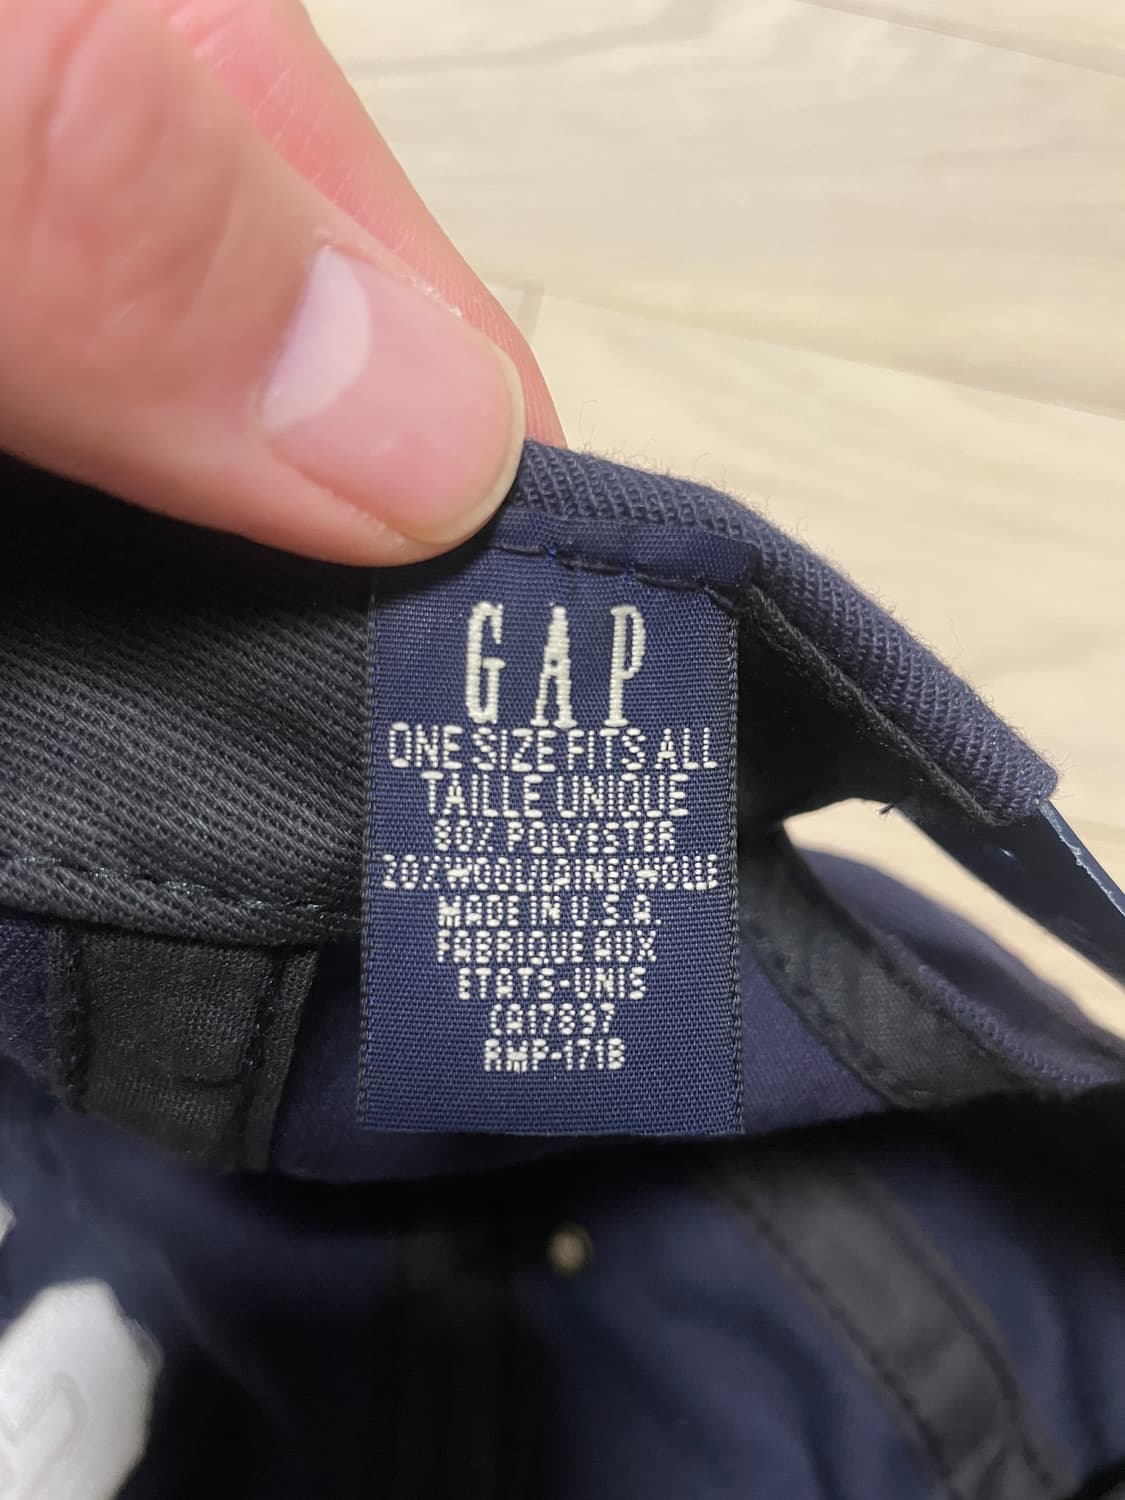 GAP
ONE SIZE FITS ALL
TAILLE UNIQUE
80% POLYESTER
20% WOOL/LAINE/WOLLE
MADE IN U.S.A.
FABRIQUE AUX
ETATS-UNIS
CA17897
RMP-171B